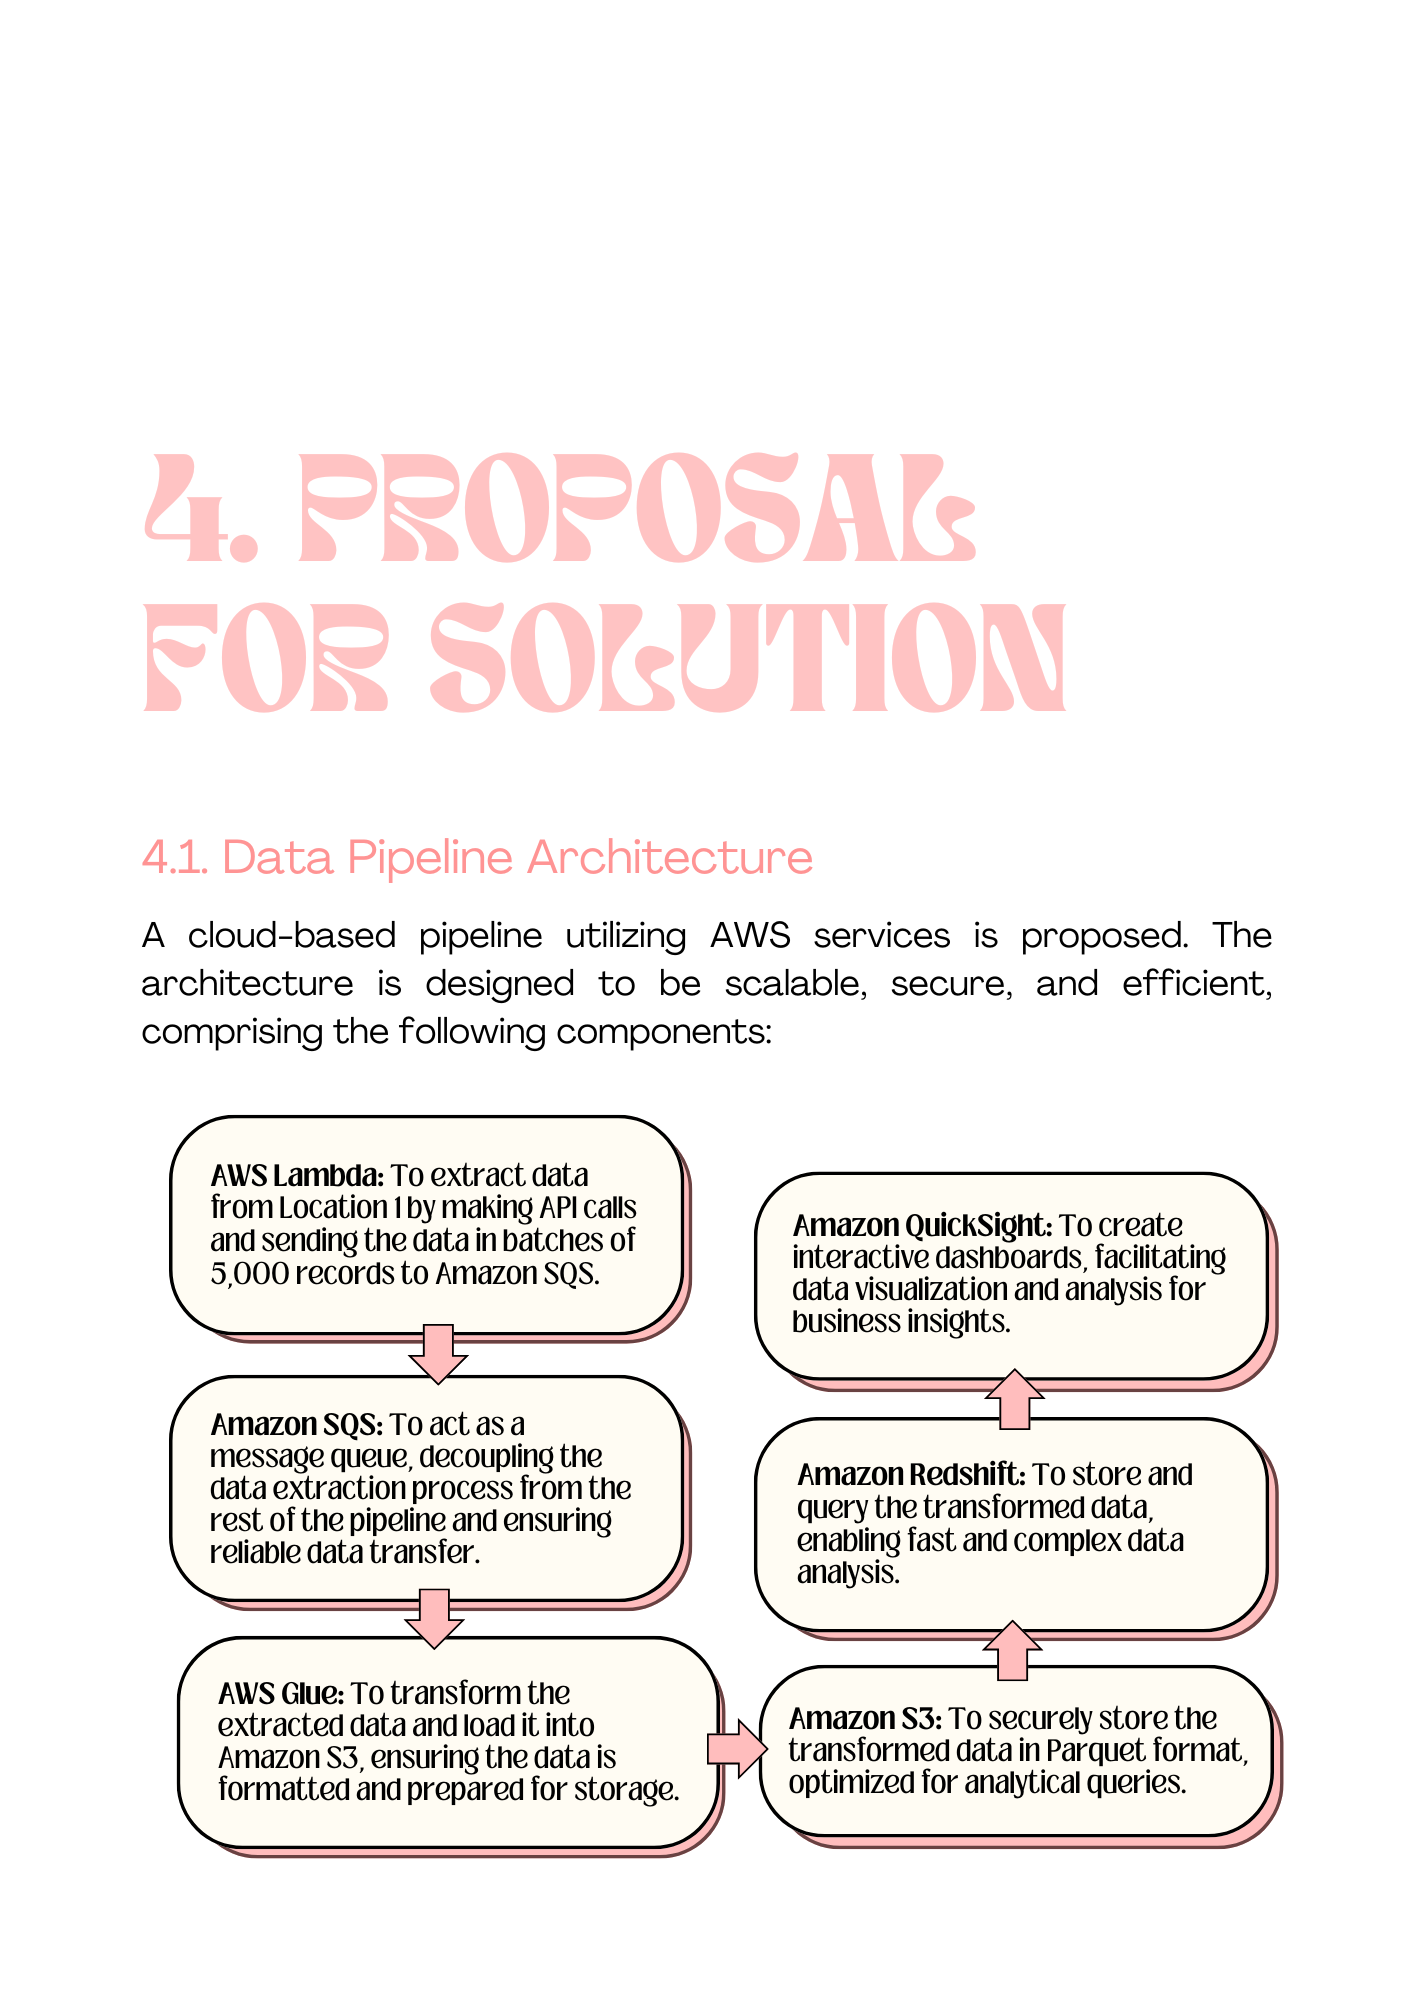 4. PROPOSAL
FOR SOLUTION
4.1. Data Pipeline Architecture
A cloud-based pipeline utilizing AWS services is proposed. The
architecture is designed to be scalable, secure, and efficient,
comprising the following components:
AWS Lambda: To extract data
from Location 1 by making API calls
and sending the data in batches of
5,000 records to Amazon SQS.
Amazon SQS: To act as a
message queue, decoupling the
data extraction process from the
rest of the pipeline and ensuring
reliable data transfer.
AWS Glue: To transform the
extracted data and load it into
Amazon S3, ensuring the data is
formatted and prepared for storage.
Amazon S3: To securely store the
transformed data in Parquet format,
optimized for analytical queries.
Amazon Redshift: To store and
query the transformed data,
enabling fast and complex data
analysis.
Amazon QuickSight: To create
interactive dashboards, facilitating
data visualization and analysis for
business insights.